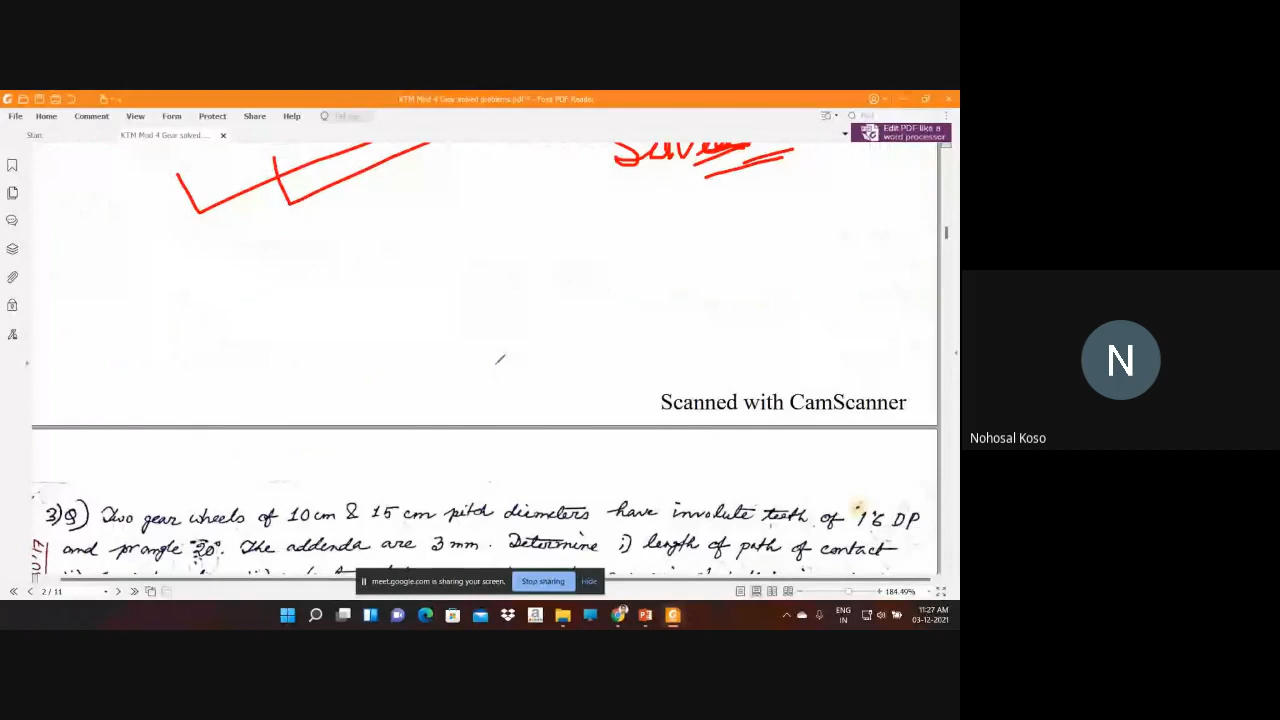 KTM Mod 4 Gear solved problems.pdf * - Foxit PDF Reader
File Home Comment View Form Protect Share Help Tell me... Find
Start KTM Mod 4 Gear solved.... Edit PDF like a word processor
Scanned with CamScanner
3)Q) Two gear wheels of 10 cm & 15 cm pitch diameters have involute teeth of DP
and pr angle 20°. The addenda are 3 mm. Determine i) length of path of contact
meet.google.com is sharing your screen. Stop sharing Hide
2 / 11 184.49%
ENG 11:27 AM
IN 03-12-2021
N
Nohosal Koso